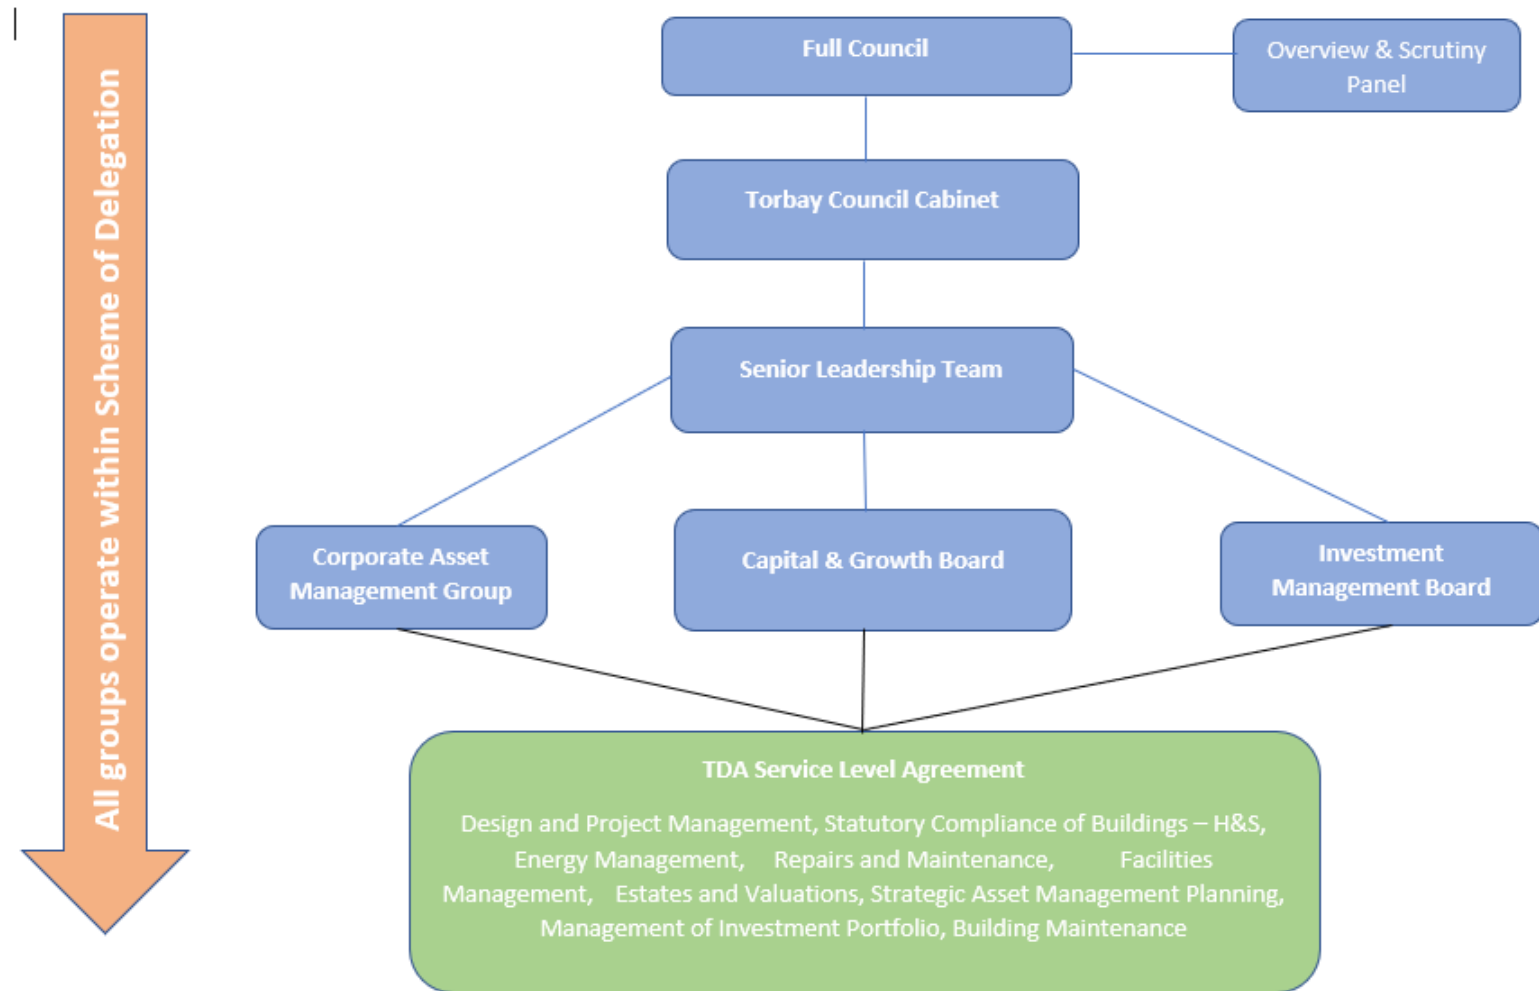 All groups operate within Scheme of Delegation
Full Council
Overview & Scrutiny
Panel
Torbay Council Cabinet
Senior Leadership Team
Corporate Asset
Management Group
Capital & Growth Board
Investment
Management Board
TDA Service Level Agreement
Design and Project Management, Statutory Compliance of Buildings – H&S,
Energy Management, Repairs and Maintenance, Facilities
Management, Estates and Valuations, Strategic Asset Management Planning,
Management of Investment Portfolio, Building Maintenance